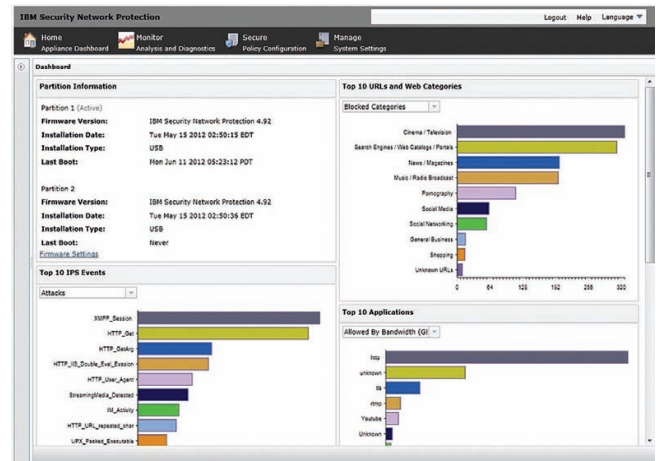 IBM Security Network Protection
Logout Help Language
Home
Appliance Dashboard
Monitor
Analysis and Diagnostics
Secure
Policy Configuration
Manage
System Settings
Dashboard
Partition Information
Partition 1 (Active)
Firmware Version: IBM Security Network Protection 4.92
Installation Date: Tue May 15 2012 02:50:15 EDT
Installation Type: USB
Last Boot: Mon Jun 11 2012 05:23:12 PDT
Partition 2
Firmware Version: IBM Security Network Protection 4.92
Installation Date: Tue May 15 2012 02:50:36 EDT
Installation Type: USB
Last Boot: Never
Firmware Settings
Top 10 IPS Events
Attacks
XMPP_Session
HTTP_Get
HTTP_GetArg
HTTP_IIS_Double_Eval_Evasion
HTTP_User_Agent
StreamingMedia_Detected
IM_Activity
HTTP_URL_repeated_char
UPX_Packed_Executable
Top 10 URLs and Web Categories
Blocked Categories
Cinema / Television
Search Engines / Web Catalogs / Portals
News / Magazines
Music / Radio Broadcast
Pornography
Social Media
Social Networking
General Business
Shopping
Unknown URLs
0 64 128 192 256 320
Top 10 Applications
Allowed By Bandwidth (GI
http
unknown
tls
rtmp
Youtube
Unknown